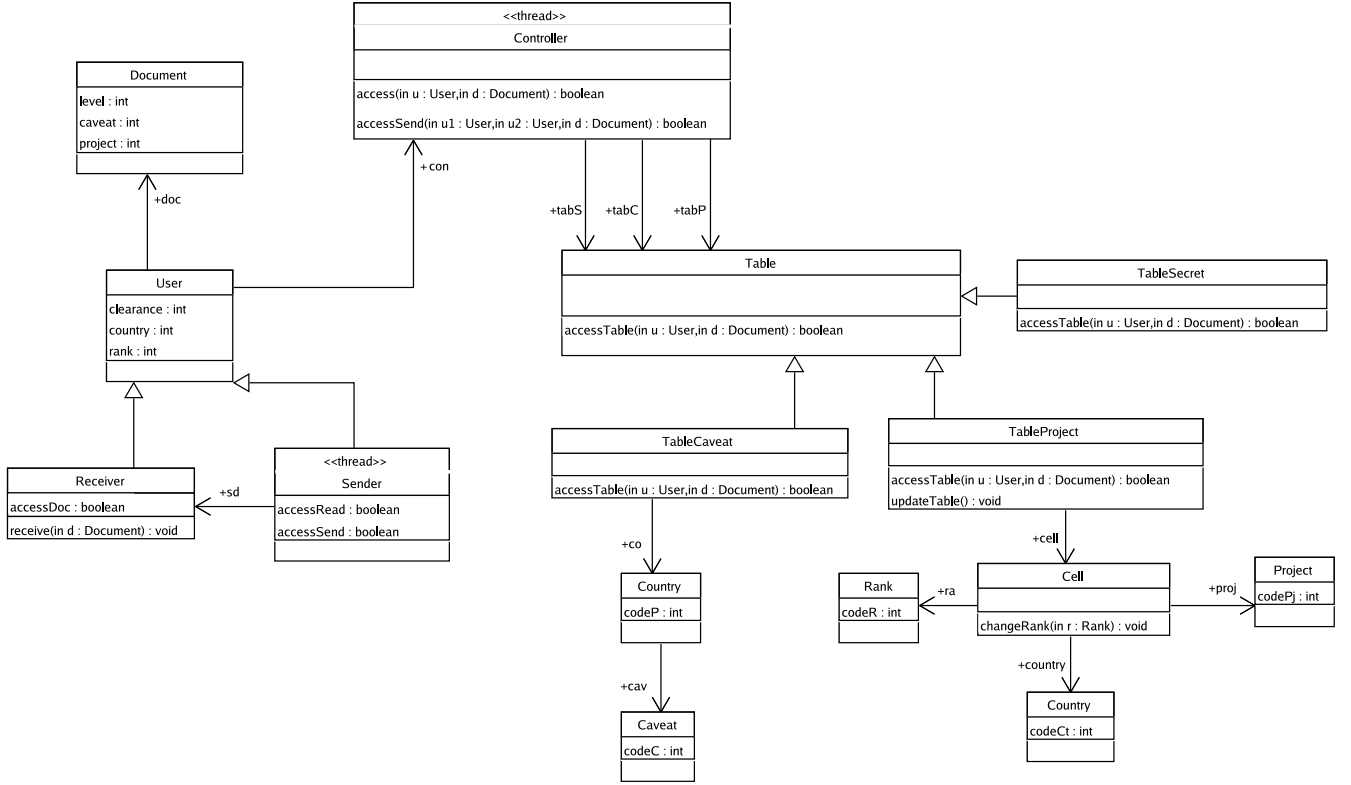 <<thread>>
Controller
access(in u : User,in d : Document) : boolean
accessSend(in u1 : User,in u2 : User,in d : Document) : boolean
Document
level : int
caveat : int
project : int
+doc
+con
+tabS
+tabC
+tabP
User
clearance : int
country : int
rank : int
Table
accessTable(in u : User,in d : Document) : boolean
TableSecret
accessTable(in u : User,in d : Document) : boolean
Receiver
accessDoc : boolean
receive(in d : Document) : void
+sd
<<thread>>
Sender
accessRead : boolean
accessSend : boolean
TableCaveat
accessTable(in u : User,in d : Document) : boolean
TableProject
accessTable(in u : User,in d : Document) : boolean
updateTable() : void
+co
+cell
Country
codeP : int
+cav
Caveat
codeC : int
Rank
codeR : int
+ra
Cell
changeRank(in r : Rank) : void
+proj
Project
codePj : int
+country
Country
codeCt : int